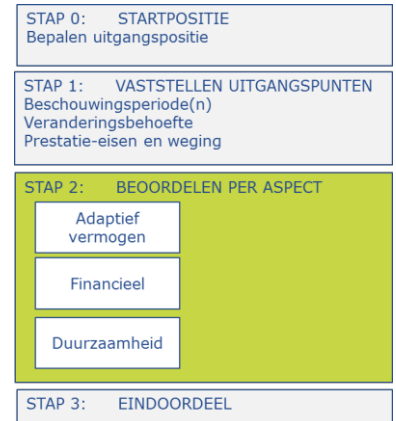 STAP 0: STARTPOSITIE
Bepalen uitgangspositie
STAP 1: VASTSTELLEN UITGANGSPUNTEN
Beschouwingsperiode(n)
Veranderingsbehoefte
Prestatie-eisen en weging
STAP 2: BEOORDELEN PER ASPECT
Adaptief
vermogen
Financieel
Duurzaamheid
STAP 3: EINDOORDEEL